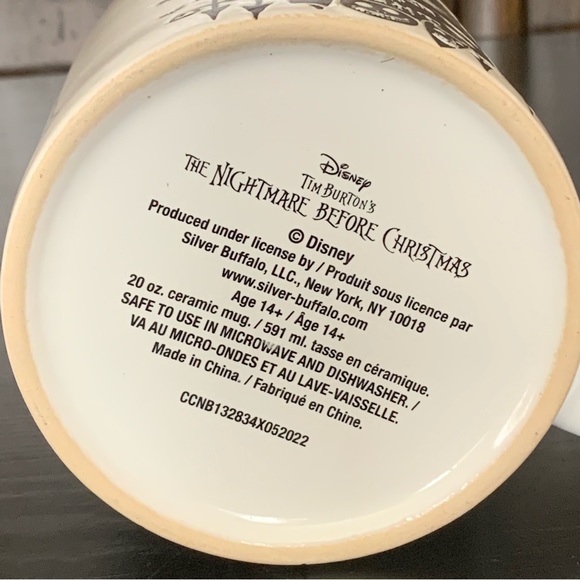 Disney
TIM BURTON'S
THE NIGHTMARE BEFORE CHRISTMAS
© Disney
Produced under license by / Produit sous licence par
Silver Buffalo, LLC., New York, NY 10018
www.silver-buffalo.com
Age 14+ / Âge 14+
20 oz. ceramic mug. / 591 ml. tasse en céramique.
SAFE TO USE IN MICROWAVE AND DISHWASHER. /
VA AU MICRO-ONDES ET AU LAVE-VAISSELLE.
Made in China. / Fabriqué en Chine.
CCNB132834X052022